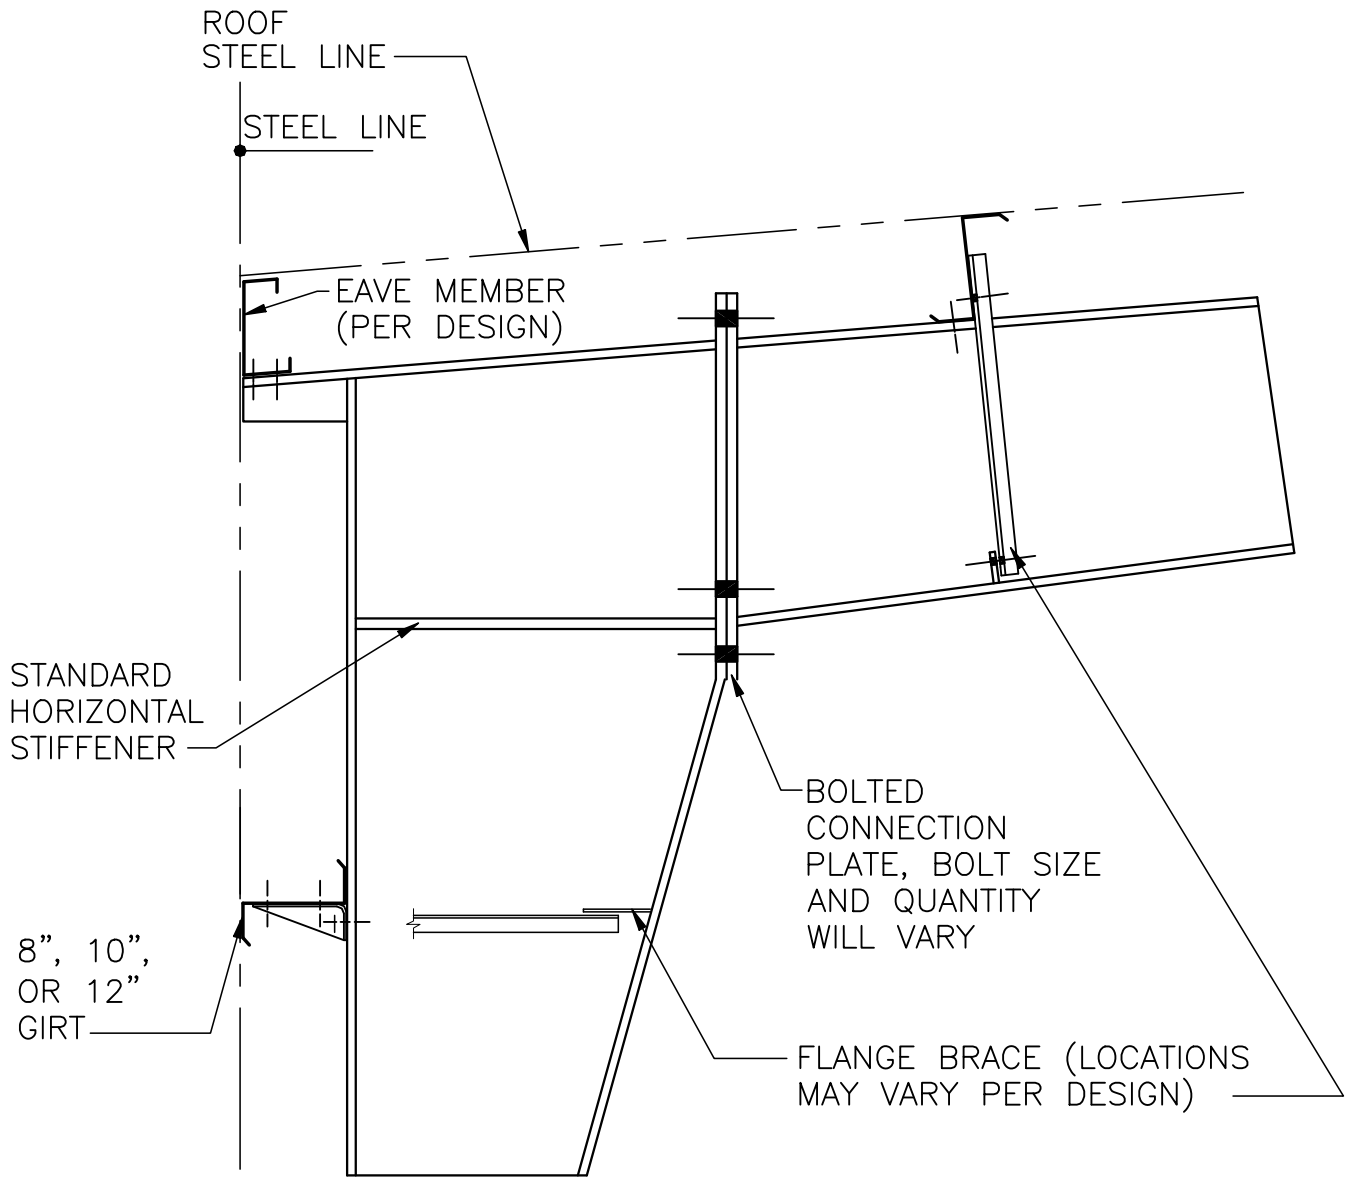 ROOF
STEEL LINE
STEEL LINE
EAVE MEMBER
(PER DESIGN)
STANDARD
HORIZONTAL
STIFFENER
BOLTED
CONNECTION
PLATE, BOLT SIZE
AND QUANTITY
WILL VARY
8”, 10”,
OR 12”
GIRT
FLANGE BRACE (LOCATIONS
MAY VARY PER DESIGN)